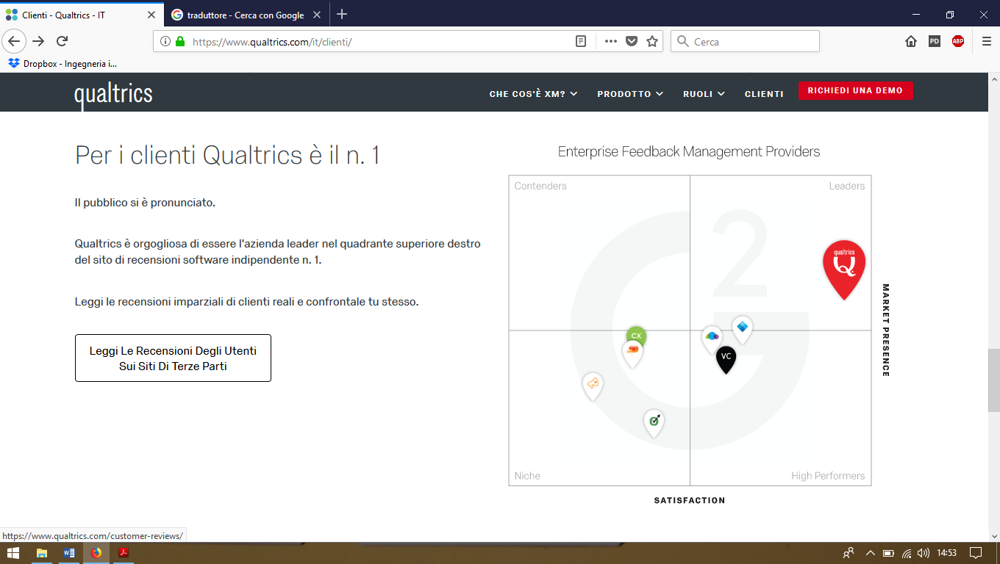 Clienti - Qualtrics - IT
traduttore - Cerca con Google
https://www.qualtrics.com/it/clienti/
Cerca
PD
ABP
Dropbox - Ingegneria i...
qualtrics
CHE COS'È XM?
PRODOTTO
RUOLI
CLIENTI
RICHIEDI UNA DEMO
Per i clienti Qualtrics è il n. 1
Il pubblico si è pronunciato.
Qualtrics è orgogliosa di essere l'azienda leader nel quadrante superiore destro
del sito di recensioni software indipendente n. 1.
Leggi le recensioni imparziali di clienti reali e confrontale tu stesso.
Leggi Le Recensioni Degli Utenti
Sui Siti Di Terze Parti
Enterprise Feedback Management Providers
Contenders
Leaders
G2
qualtrics
Q
CX
VC
MARKET PRESENCE
Niche
High Performers
SATISFACTION
https://www.qualtrics.com/customer-reviews/
14:53